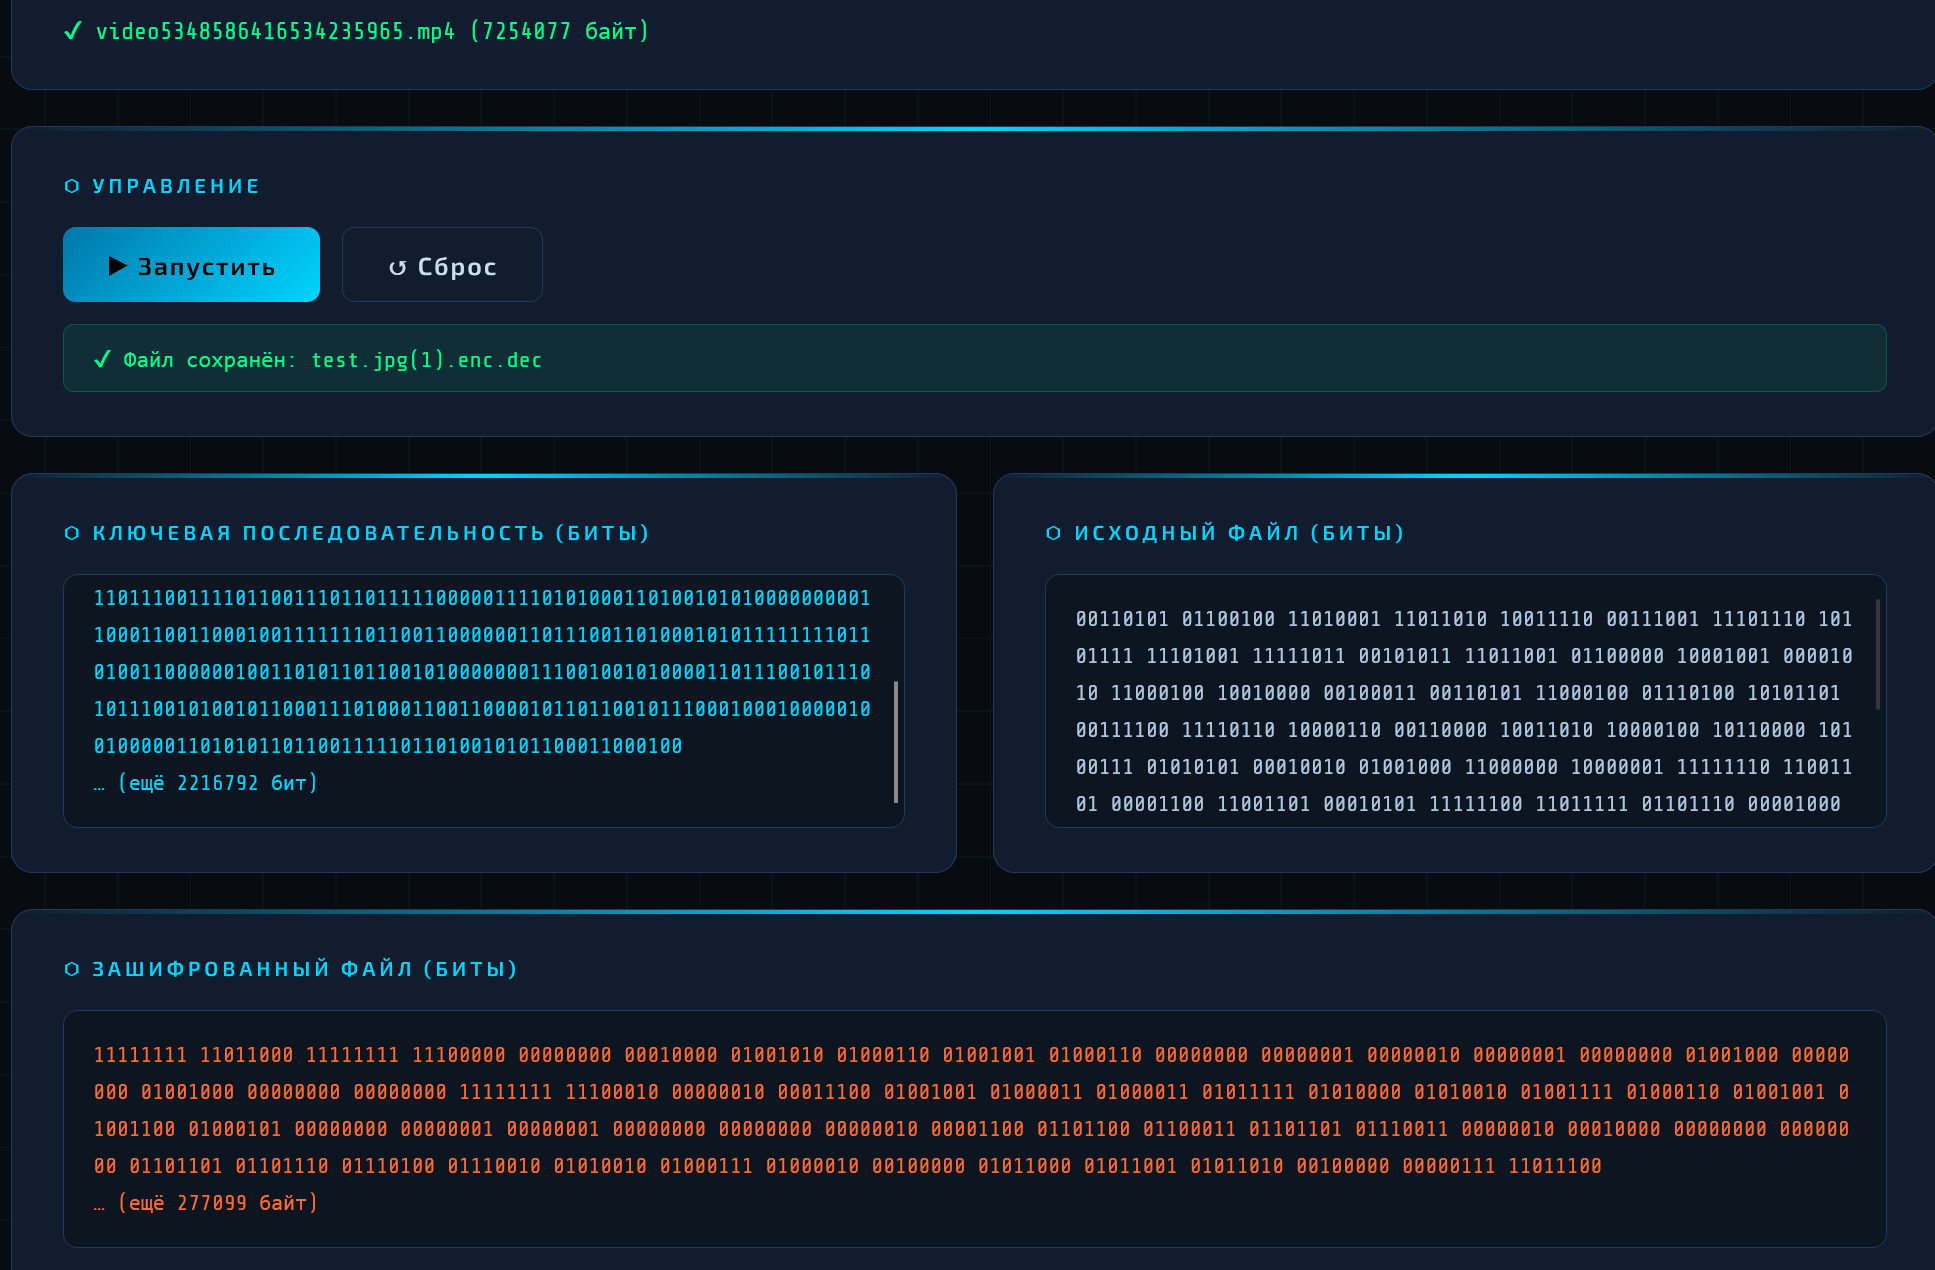 ✓ video5348586416534235965.mp4 (7254077 байт)
УПРАВЛЕНИЕ
▶ Запустить
↺ Сброс
✓ Файл сохранён: test.jpg(1).enc.dec
КЛЮЧЕВАЯ ПОСЛЕДОВАТЕЛЬНОСТЬ (БИТЫ)
110111001111011001110110111110000011110101000110100101010000000001
100011001100010011111110110011000000110111001101000101011111111011
010011000000100110101101100101000000011100100101000011011100101110
101110010100101100011101000110011000010110110010111000100010000010
01000001101010110110011111011010010101100011000100
… (ещё 2216792 бит)
ИСХОДНЫЙ ФАЙЛ (БИТЫ)
00110101 01100100 11010001 11011010 10011110 00111001 11101110 101
01111 11101001 11111011 00101011 11011001 01100000 10001001 000010
10 11000100 10010000 00100011 00110101 11000100 01110100 10101101
00111100 11110110 10000110 00110000 10011010 10000100 10110000 101
00111 01010101 00010010 01001000 11000000 10000001 11111110 110011
01 00001100 11001101 00010101 11111100 11011111 01101110 00001000
ЗАШИФРОВАННЫЙ ФАЙЛ (БИТЫ)
11111111 11011000 11111111 11100000 00000000 00010000 01001010 01000110 01001001 01000110 00000000 00000001 00000010 00000001 00000000 01001000 00000
000 01001000 00000000 00000000 11111111 11100010 00000010 00011100 01001001 01000011 01000011 01011111 01010000 01010010 01001111 01000110 01001001 0
1001100 01000101 00000000 00000001 00000001 00000000 00000000 00000010 00001100 01101100 01100011 01101101 01110011 00000010 00010000 00000000 000000
00 01101101 01101110 01110100 01110010 01010010 01000111 01000010 00100000 01011000 01011001 01011010 00100000 00000111 11011100
… (ещё 277099 байт)